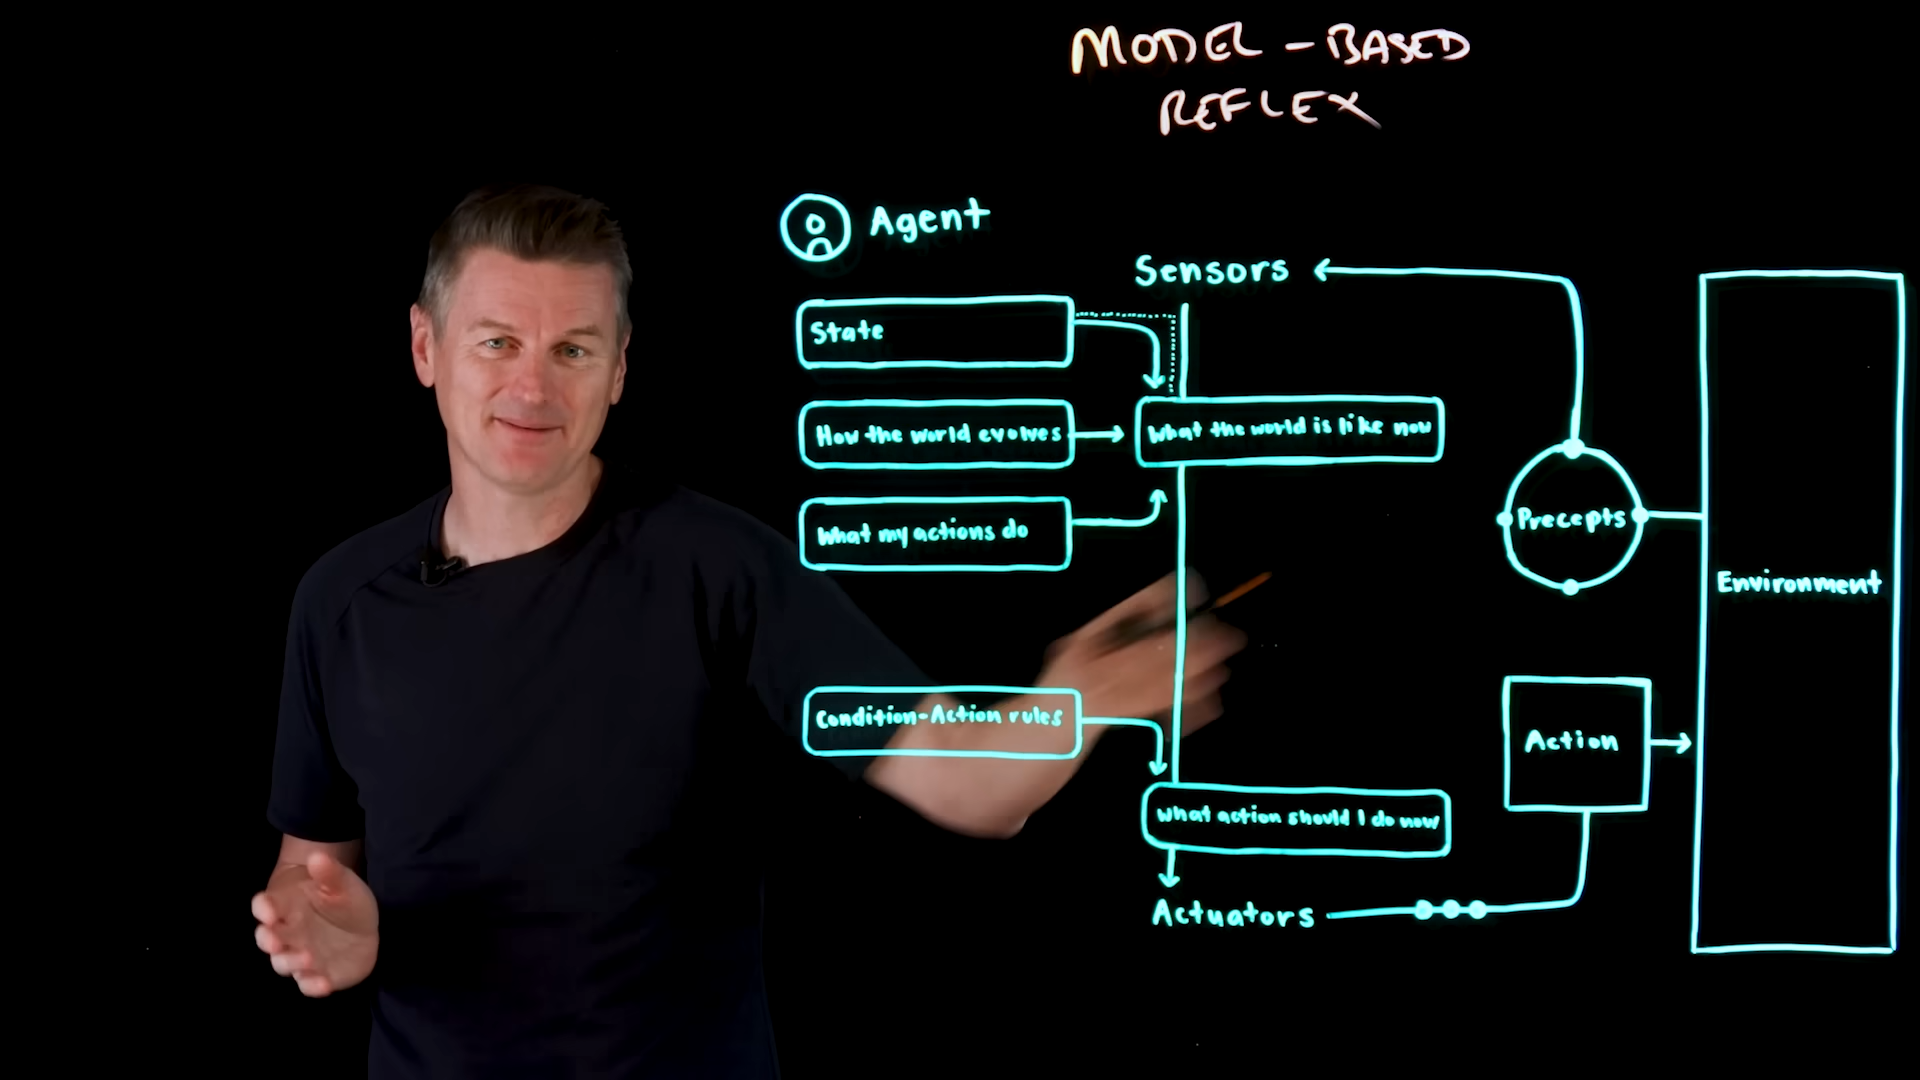 MODEL-BASED
REFLEX
Agent
Sensors
State
How the world evolves
What the world is like now
What my actions do
Precepts
Environment
Condition-Action rules
Action
What action should I do now
Actuators